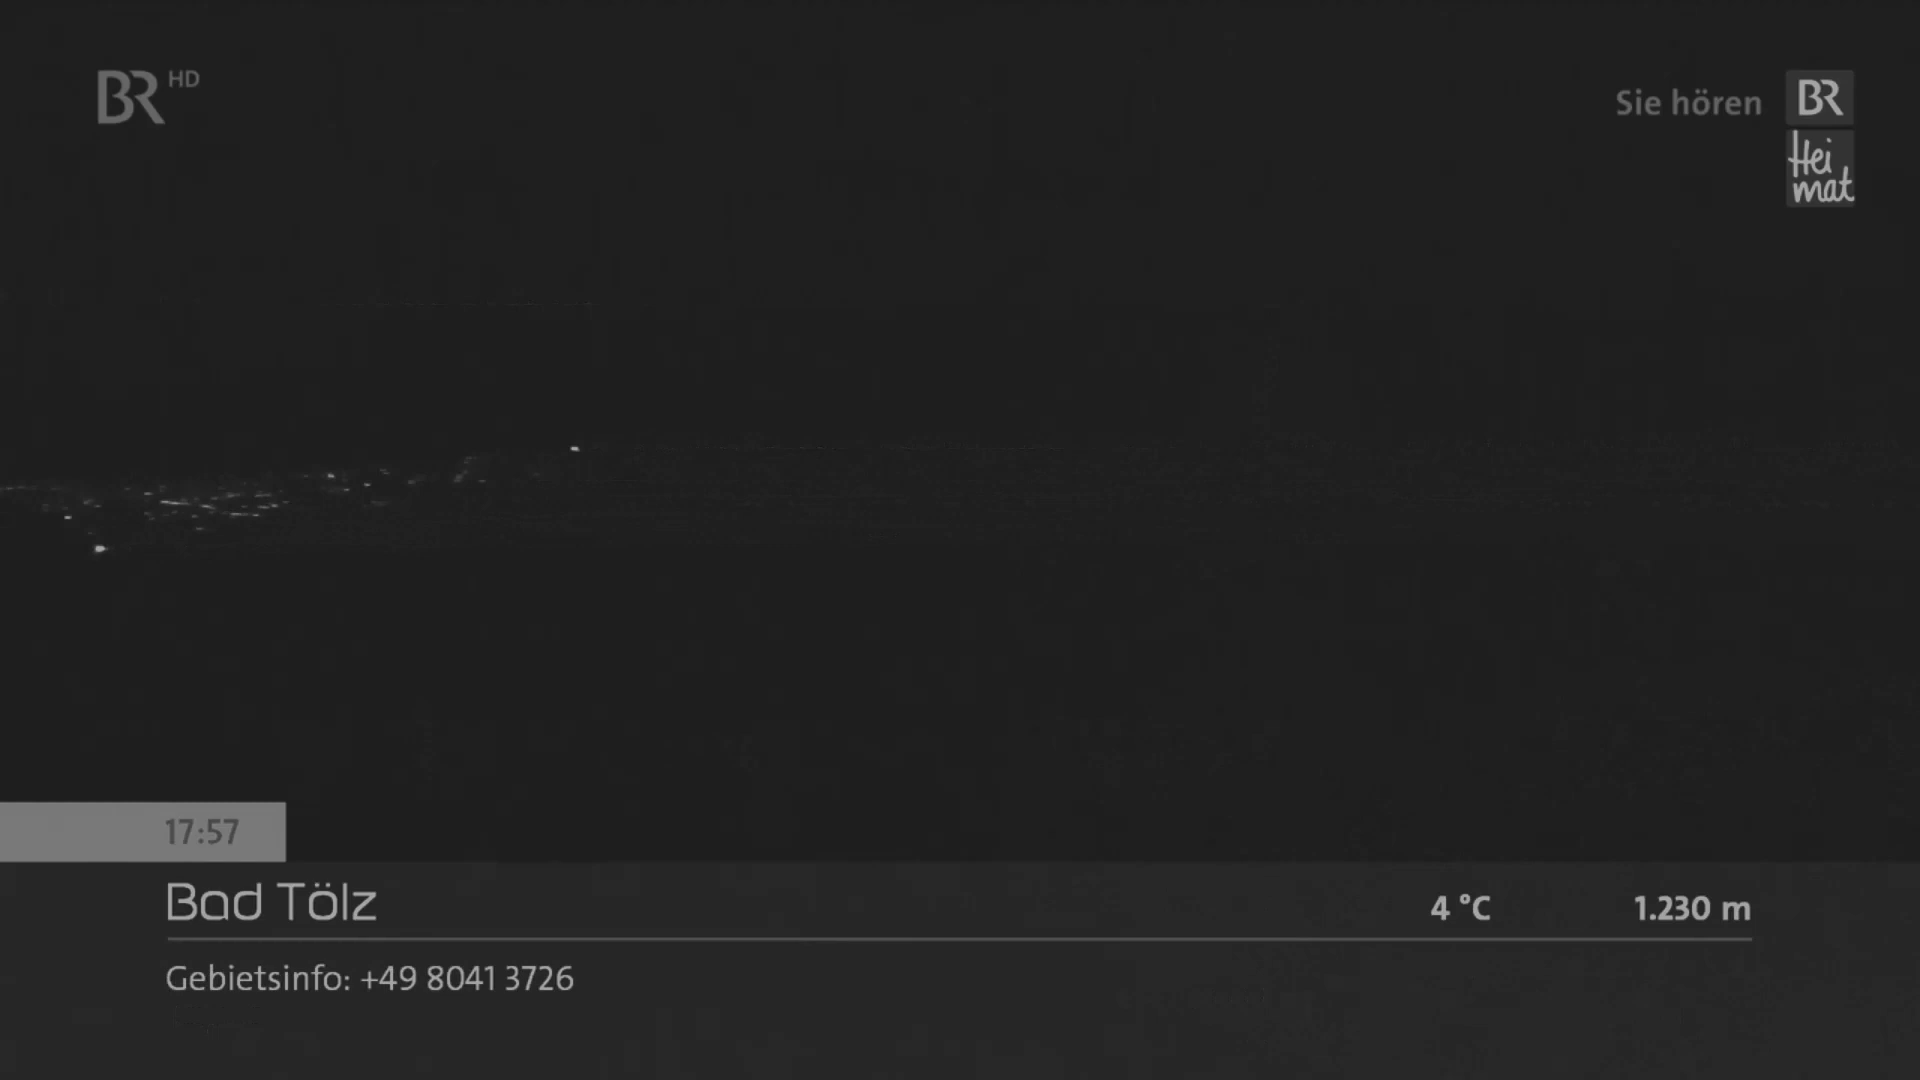 BR HD
Sie hören BR
Hei
mat
17:57
Bad Tölz 4 °C 1.230 m
Gebietsinfo: +49 8041 3726